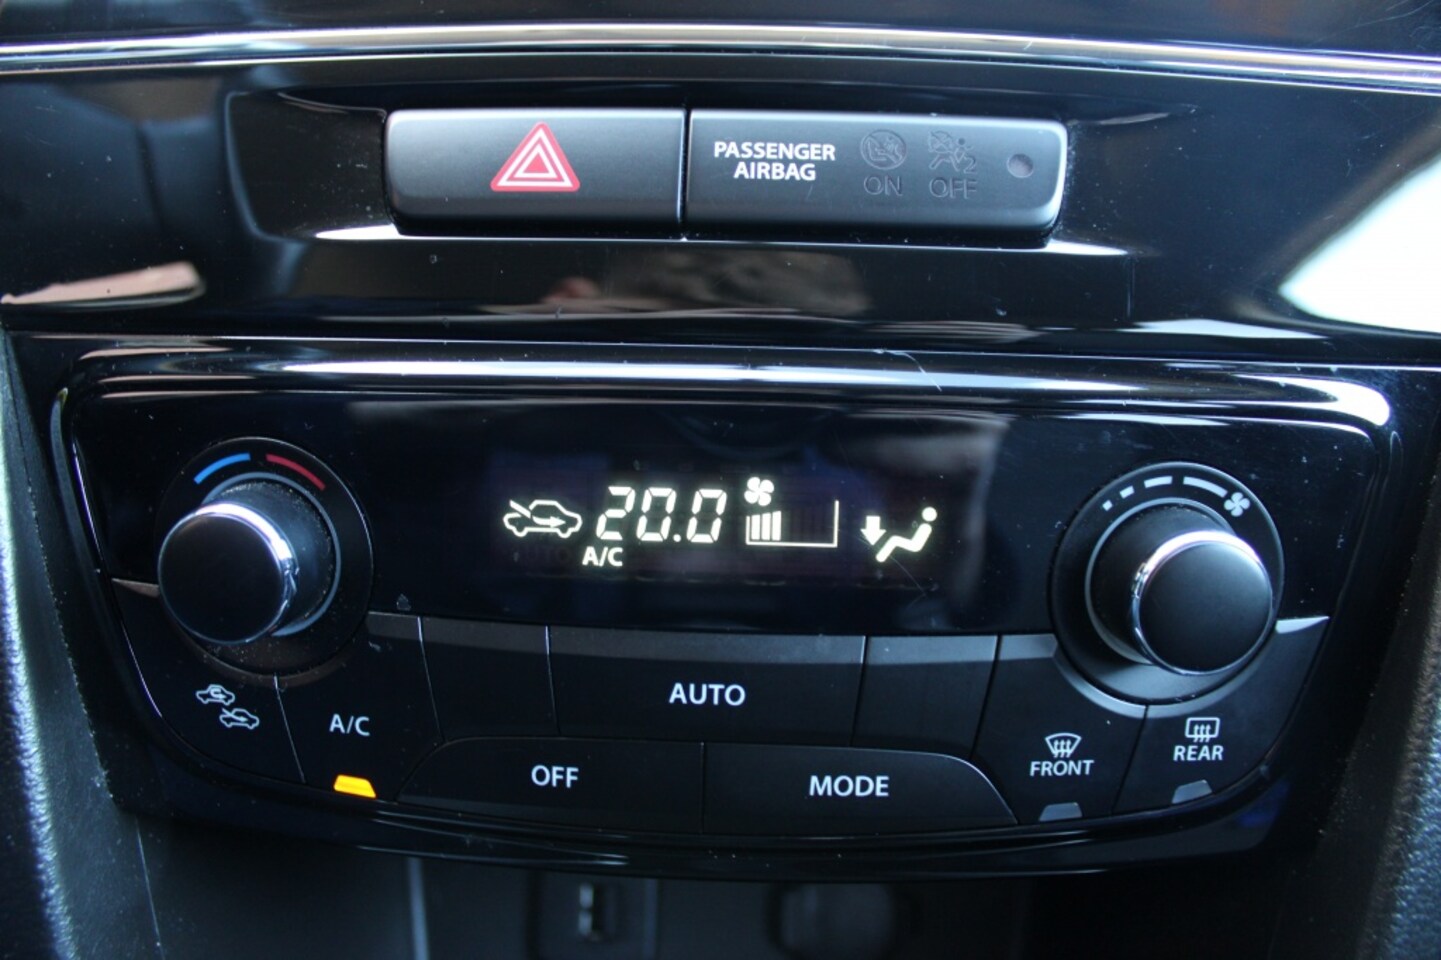 PASSENGER
AIRBAG
ON
OFF
20.0
A/C
AUTO
A/C
OFF
MODE
FRONT
REAR